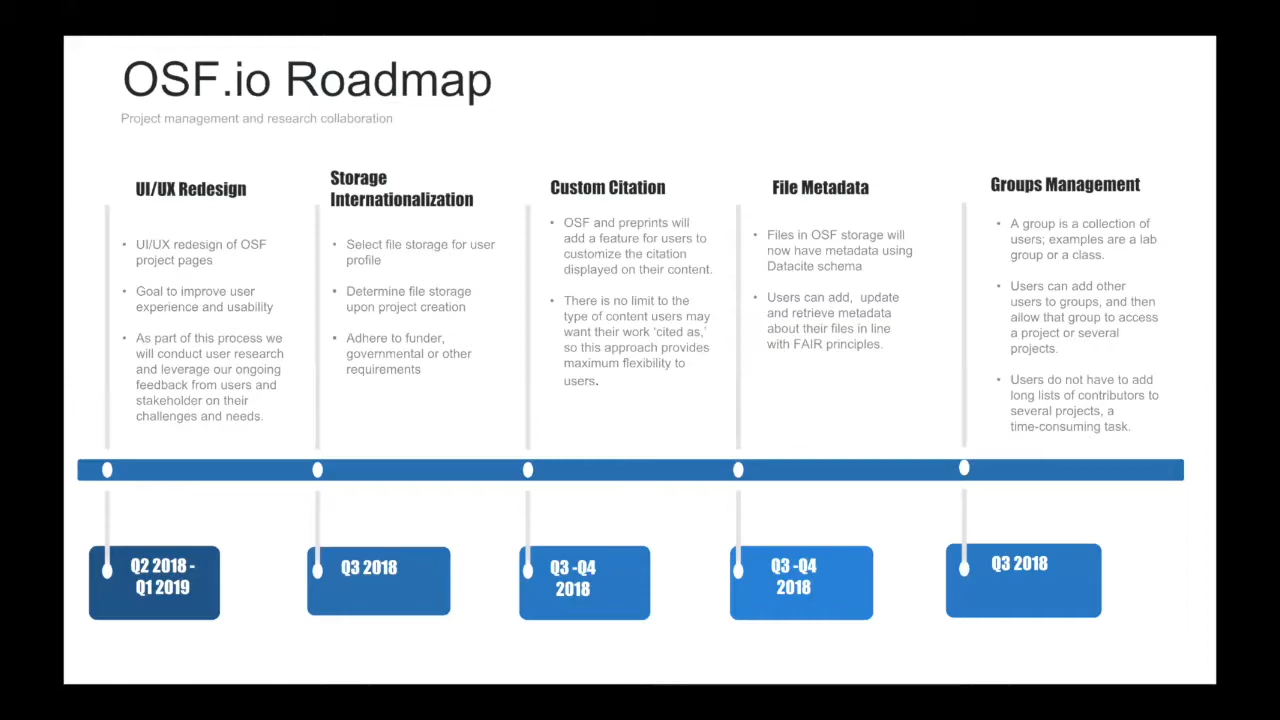 OSF.io Roadmap
Project management and research collaboration
UI/UX Redesign
• UI/UX redesign of OSF
project pages
• Goal to improve user
experience and usability
• As part of this process we
will conduct user research
and leverage our ongoing
feedback from users and
stakeholder on their
challenges and needs.
Storage
Internationalization
• Select file storage for user
profile
• Determine file storage
upon project creation
• Adhere to funder,
governmental or other
requirements
Custom Citation
• OSF and preprints will
add a feature for users to
customize the citation
displayed on their content.
• There is no limit to the
type of content users may
want their work ‘cited as,’
so this approach provides
maximum flexibility to
users.
File Metadata
• Files in OSF storage will
now have metadata using
Datacite schema
• Users can add, update
and retrieve metadata
about their files in line
with FAIR principles.
Groups Management
• A group is a collection of
users; examples are a lab
group or a class.
• Users can add other
users to groups, and then
allow that group to access
a project or several
projects.
• Users do not have to add
long lists of contributors to
several projects, a
time-consuming task.
Q2 2018 -
Q1 2019
Q3 2018
Q3 -Q4
2018
Q3 -Q4
2018
Q3 2018